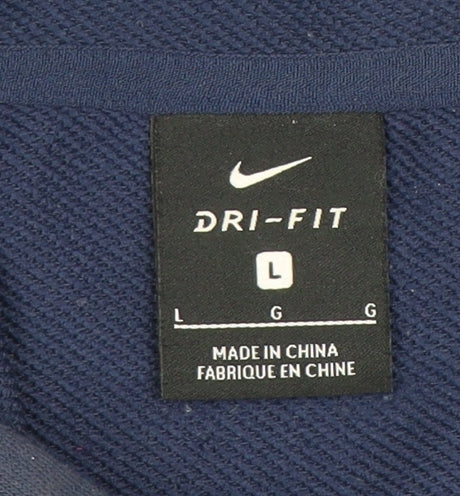 DRI-FIT
L
L G G
MADE IN CHINA
FABRIQUE EN CHINE